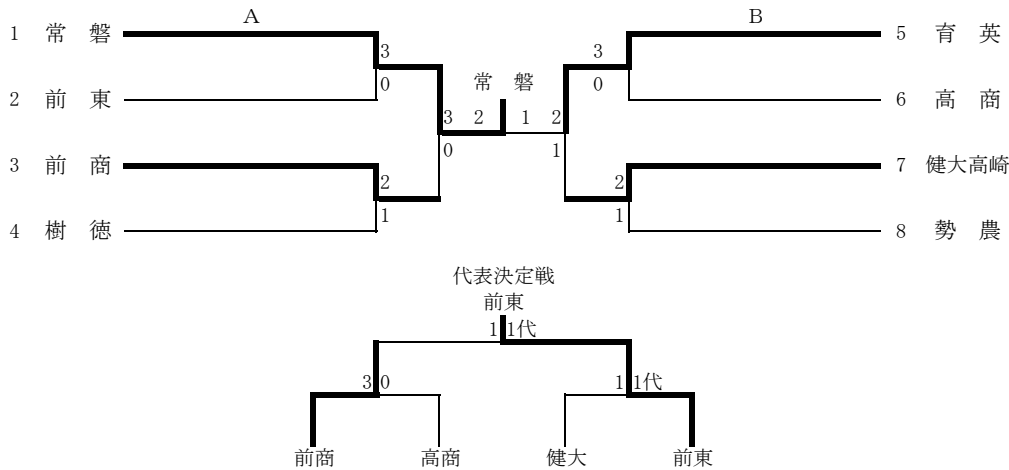 A B
1 常 磐 3 3 5 育 英
0 常 磐 0
2 前 東 6 高 商
3 2 1 2
0 1
3 前 商 2 2 7 健大高崎
1 1
4 樹 徳 8 勢 農
代表決定戦
前東
1 1代
3 0 1 1代
前商 高商 健大 前東